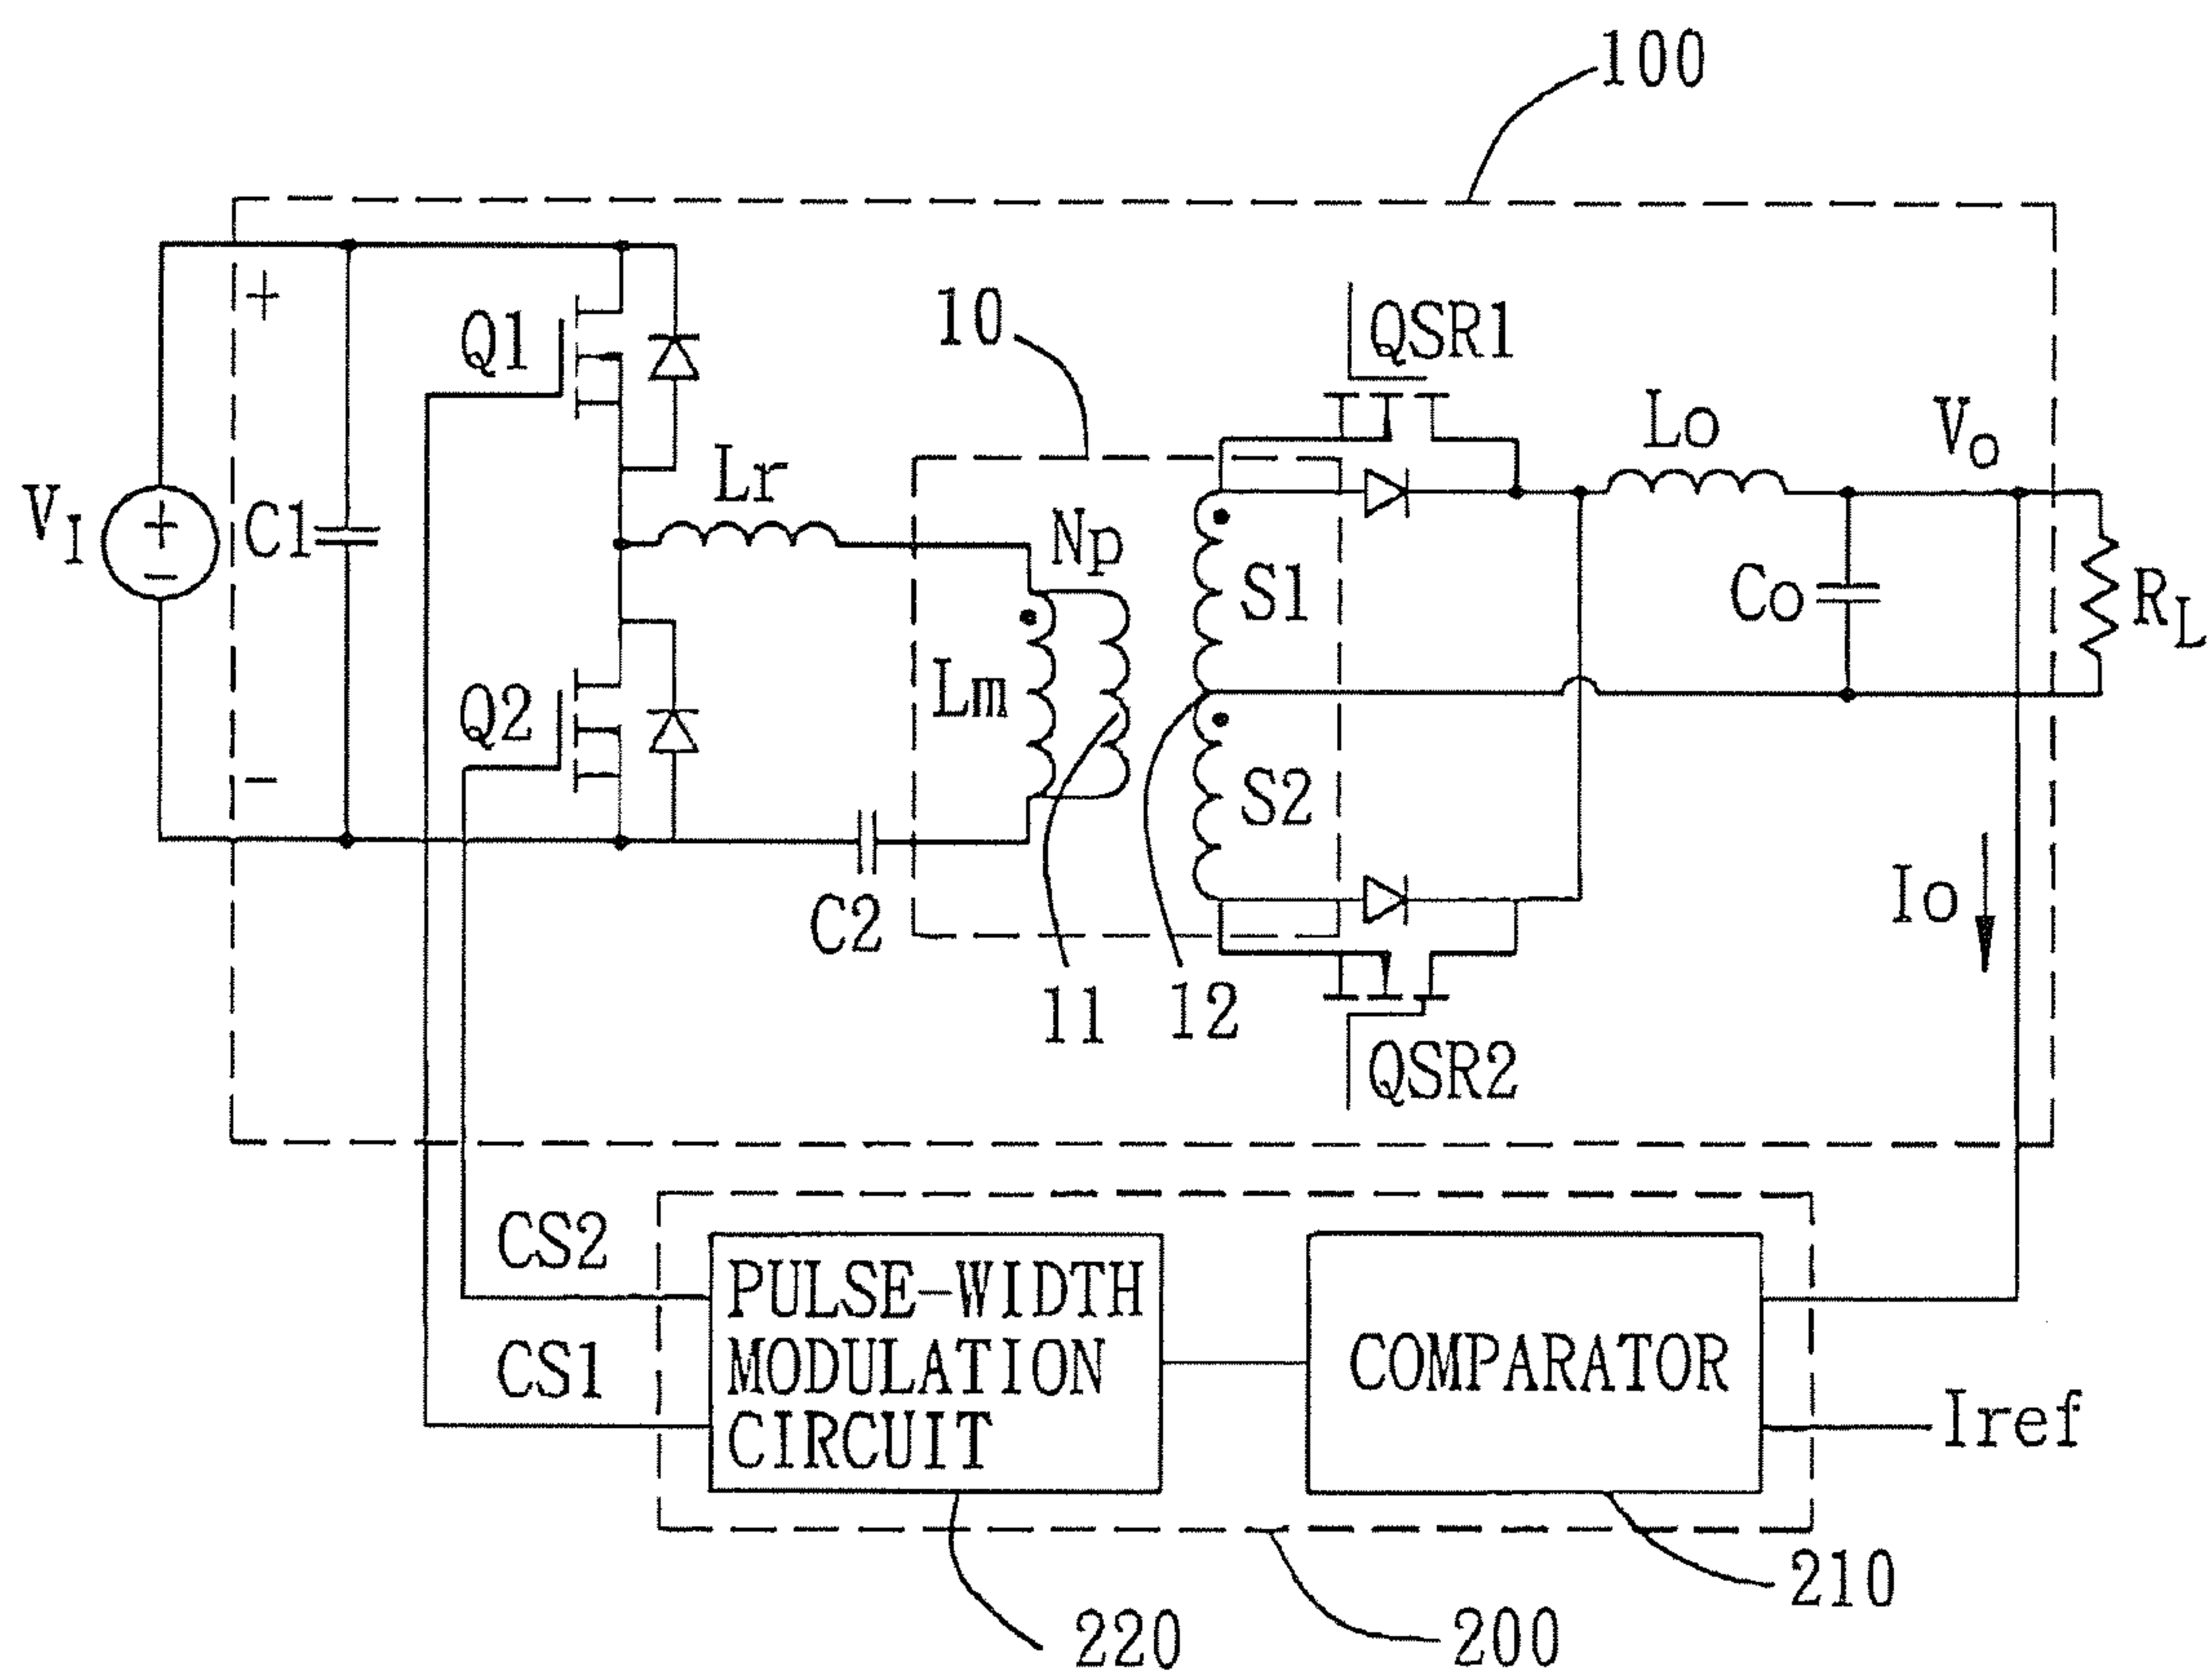 100
+
Q1
10
QSR1
Lr
Lo
Vo
VI
+
−
C1
Np
S1
Co
RL
Lm
Q2
−
S2
C2
Io
11
12
QSR2
CS2
PULSE-WIDTH
MODULATION
CIRCUIT
CS1
COMPARATOR
Iref
210
220
200